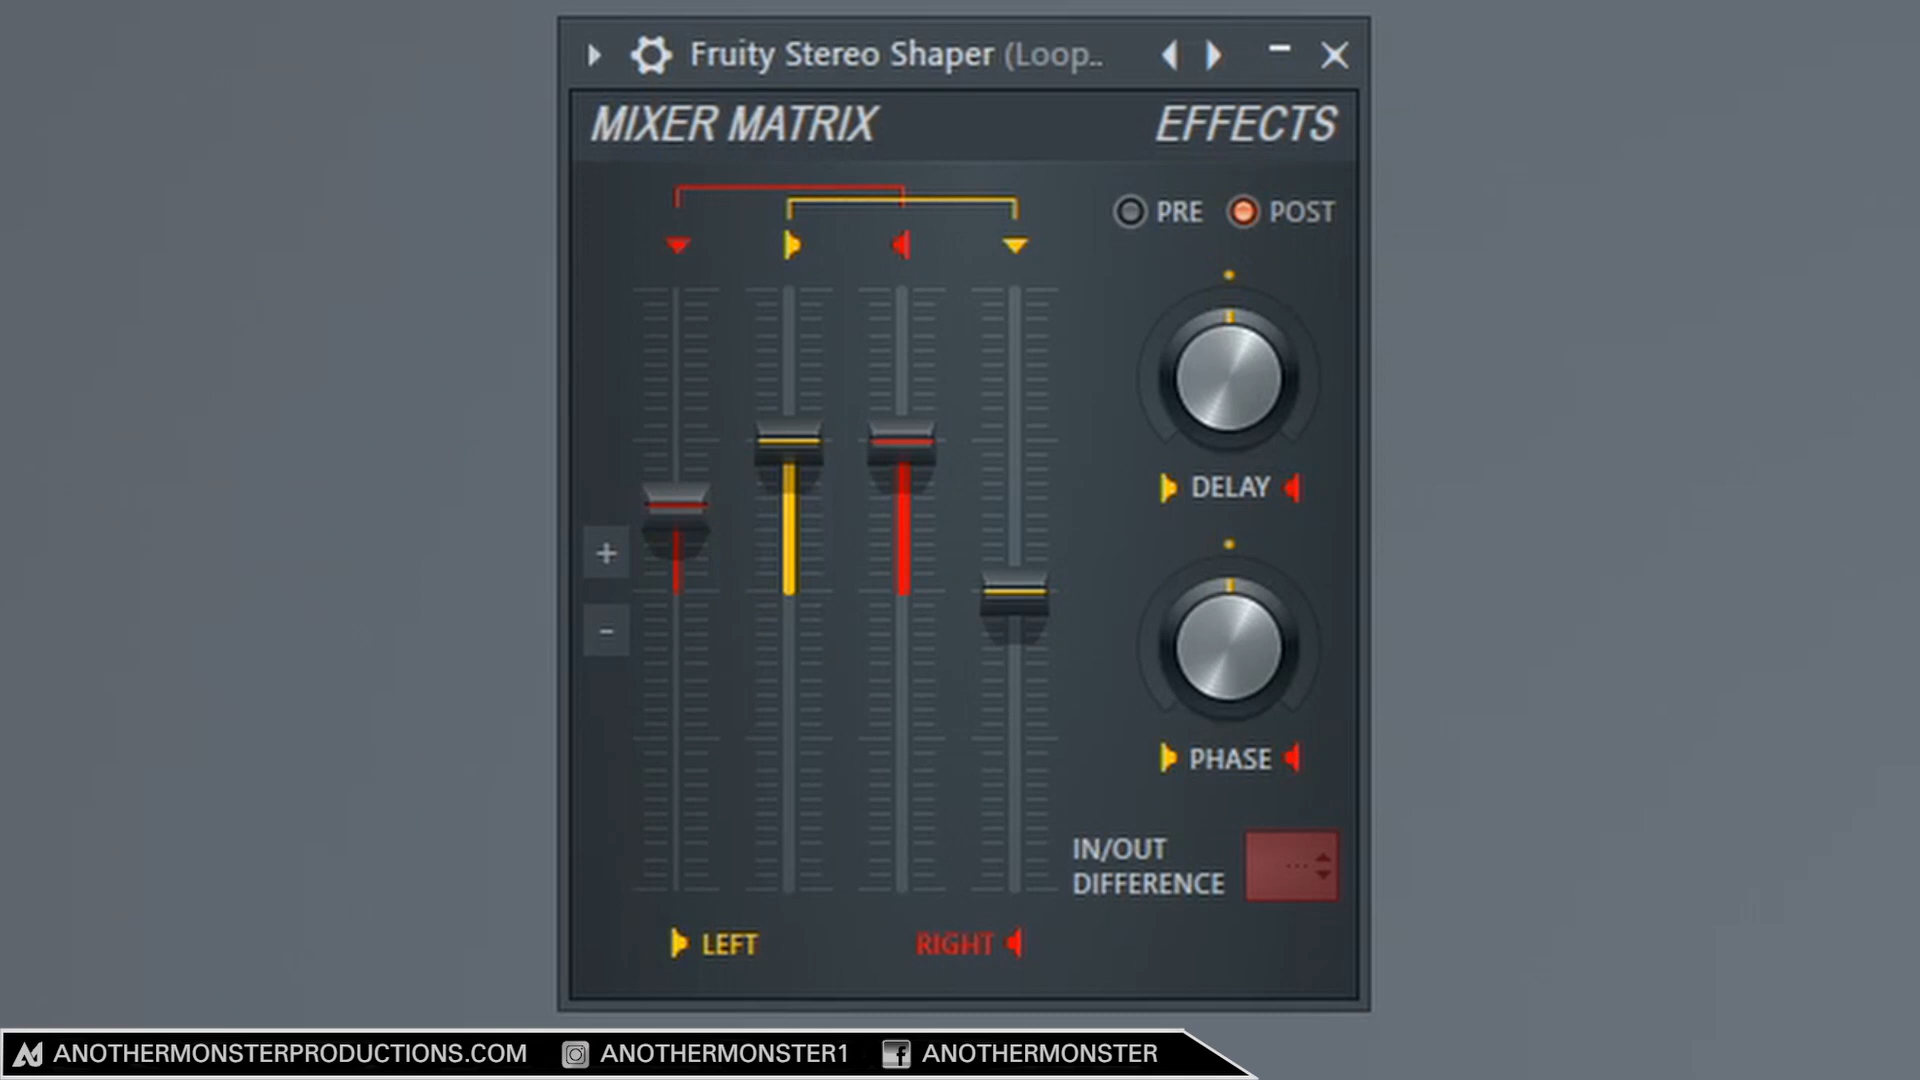 Fruity Stereo Shaper (Loop..
MIXER MATRIX
EFFECTS
PRE
POST
DELAY
+
-
PHASE
IN/OUT
DIFFERENCE
LEFT
RIGHT
ANOTHERMONSTERPRODUCTIONS.COM
ANOTHERMONSTER1
ANOTHERMONSTER